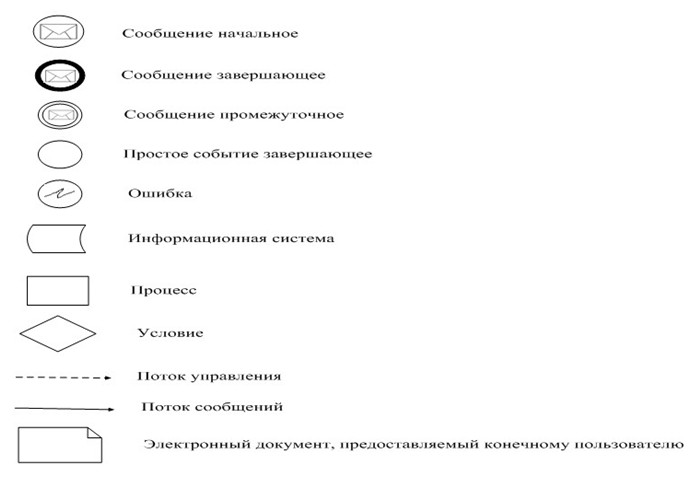 Сообщение начальное
Сообщение завершающее
Сообщение промежуточное
Простое событие завершающее
Ошибка
Информационная система
Процесс
Условие
Поток управления
Поток сообщений
Электронный документ, предоставляемый конечному пользователю